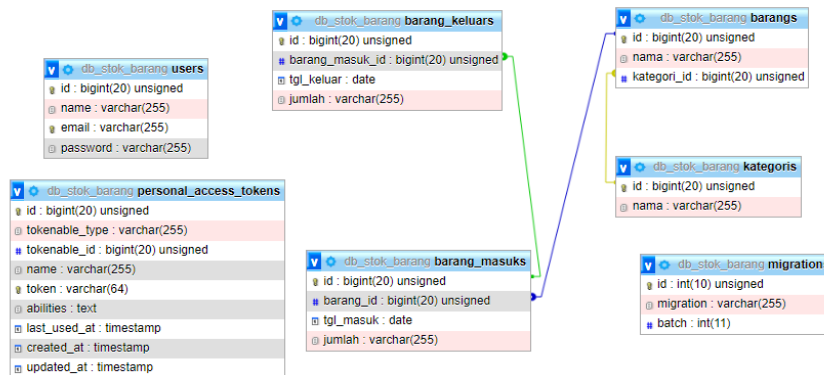 db_stok_barang users
id : bigint(20) unsigned
name : varchar(255)
email : varchar(255)
password : varchar(255)
db_stok_barang barang_keluars
id : bigint(20) unsigned
barang_masuk_id : bigint(20) unsigned
tgl_keluar : date
jumlah : varchar(255)
db_stok_barang barangs
id : bigint(20) unsigned
nama : varchar(255)
kategori_id : bigint(20) unsigned
db_stok_barang kategoris
id : bigint(20) unsigned
nama : varchar(255)
db_stok_barang personal_access_tokens
id : bigint(20) unsigned
tokenable_type : varchar(255)
tokenable_id : bigint(20) unsigned
name : varchar(255)
token : varchar(64)
abilities : text
last_used_at : timestamp
created_at : timestamp
updated_at : timestamp
db_stok_barang barang_masuks
id : bigint(20) unsigned
barang_id : bigint(20) unsigned
tgl_masuk : date
jumlah : varchar(255)
db_stok_barang migration
id : int(10) unsigned
migration : varchar(255)
batch : int(11)